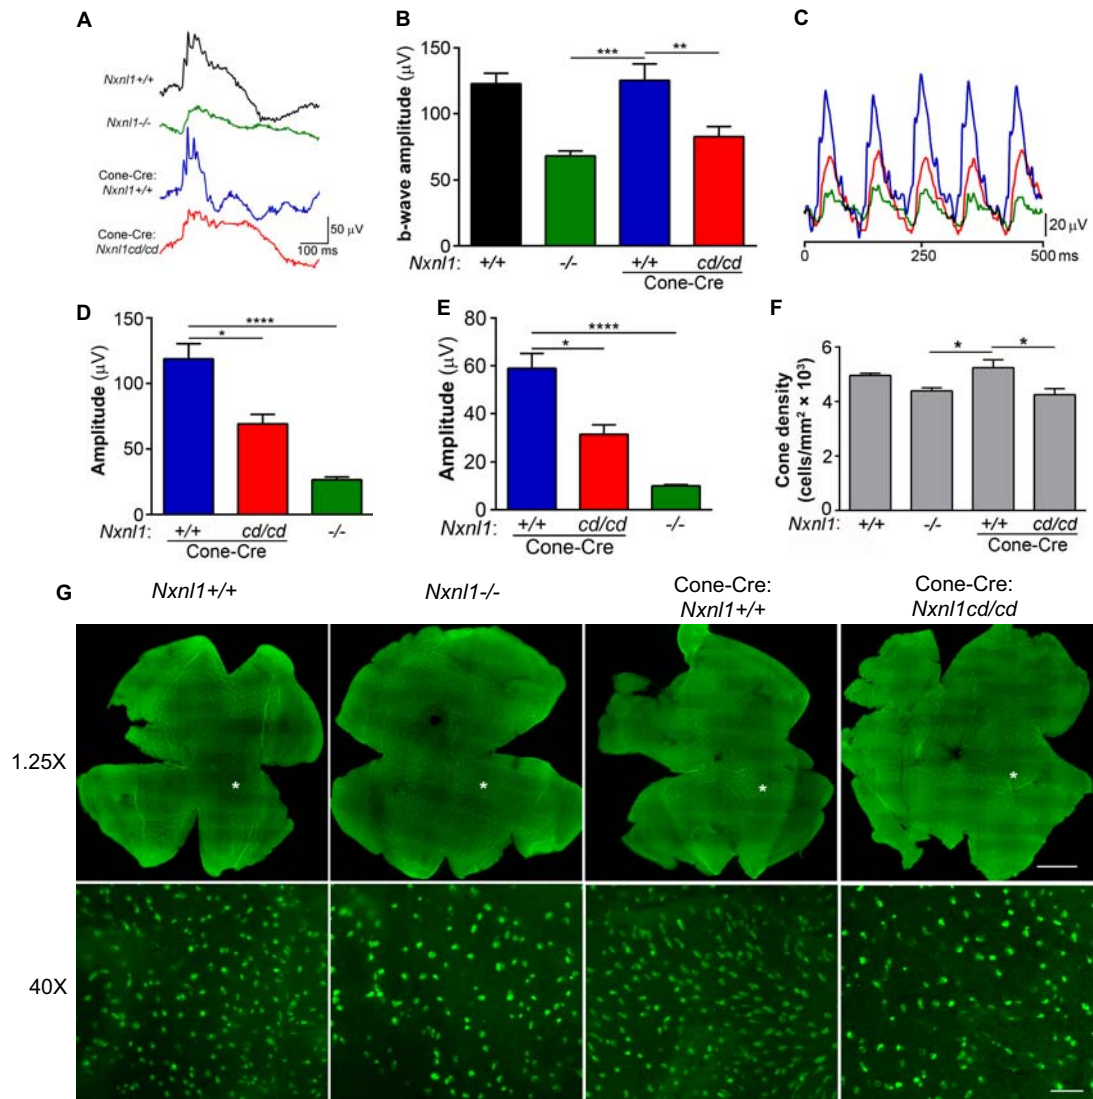 A
Nxnl1+/+
Nxnl1-/-
Cone-Cre:
Nxnl1+/+
Cone-Cre:
Nxnl1cd/cd
50 µV
100 ms
B
b-wave amplitude (µV)
150
100
50
0
***
**
Nxnl1: +/+ -/- +/+ cd/cd
Cone-Cre
C
20 µV
0 250 500 ms
D
Amplitude (µV)
150
100
50
0
****
*
Nxnl1: +/+ cd/cd -/-
Cone-Cre
E
Amplitude (µV)
80
60
40
20
0
****
*
Nxnl1: +/+ cd/cd -/-
Cone-Cre
F
Cone density
(cells/mm² × 10³)
6
4
2
0
*
*
Nxnl1: +/+ -/- +/+ cd/cd
Cone-Cre
G
Nxnl1+/+
Nxnl1-/-
Cone-Cre:
Nxnl1+/+
Cone-Cre:
Nxnl1cd/cd
1.25X
*
*
*
*
40X